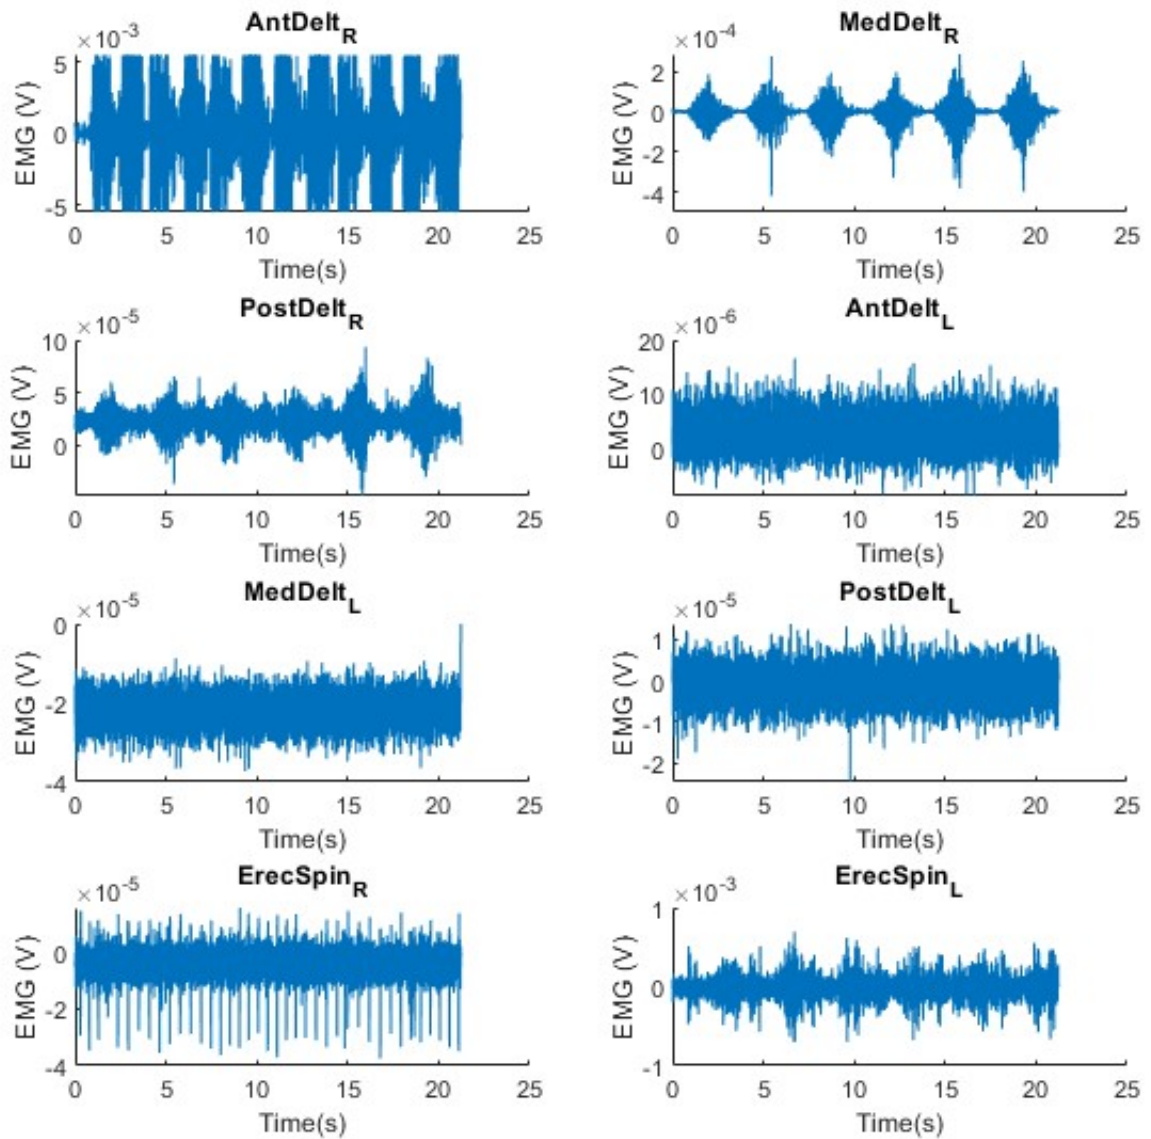 AntDelt_R
×10^-3
EMG (V)
5
0
-5
0 5 10 15 20 25
Time(s)
MedDelt_R
×10^-4
EMG (V)
2
0
-2
-4
0 5 10 15 20 25
Time(s)
PostDelt_R
×10^-5
EMG (V)
10
5
0
0 5 10 15 20 25
Time(s)
AntDelt_L
×10^-6
EMG (V)
20
10
0
0 5 10 15 20 25
Time(s)
MedDelt_L
×10^-5
EMG (V)
0
-2
-4
0 5 10 15 20 25
Time(s)
PostDelt_L
×10^-5
EMG (V)
1
0
-1
-2
0 5 10 15 20 25
Time(s)
ErecSpin_R
×10^-5
EMG (V)
0
-2
-4
0 5 10 15 20 25
Time(s)
ErecSpin_L
×10^-3
EMG (V)
1
0
-1
0 5 10 15 20 25
Time(s)